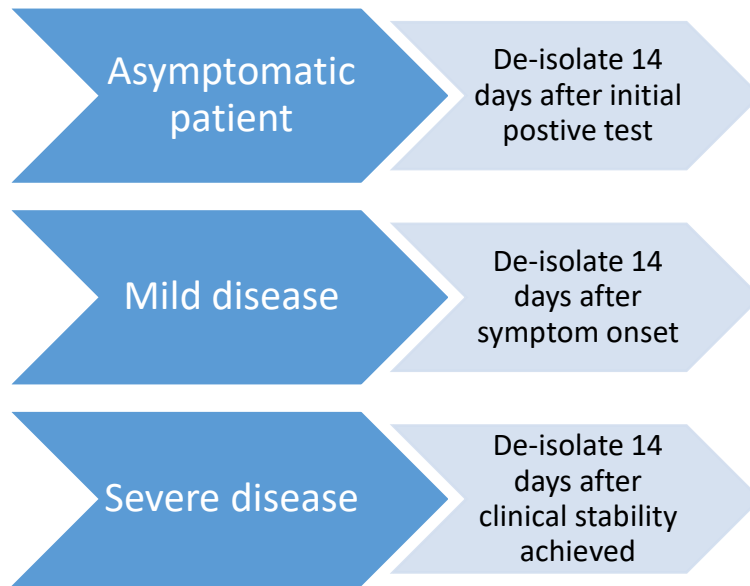 Asymptomatic
patient
De-isolate 14
days after initial
postive test
Mild disease
De-isolate 14
days after
symptom onset
Severe disease
De-isolate 14
days after
clinical stability
achieved